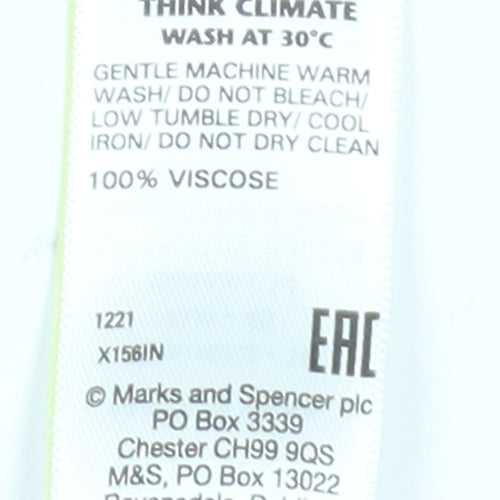 THINK CLIMATE
WASH AT 30°C
GENTLE MACHINE WARM
WASH/ DO NOT BLEACH/
LOW TUMBLE DRY/ COOL
IRON/ DO NOT DRY CLEAN
100% VISCOSE
1221
X156IN
EAC
© Marks and Spencer plc
PO Box 3339
Chester CH99 9QS
M&S, PO Box 13022